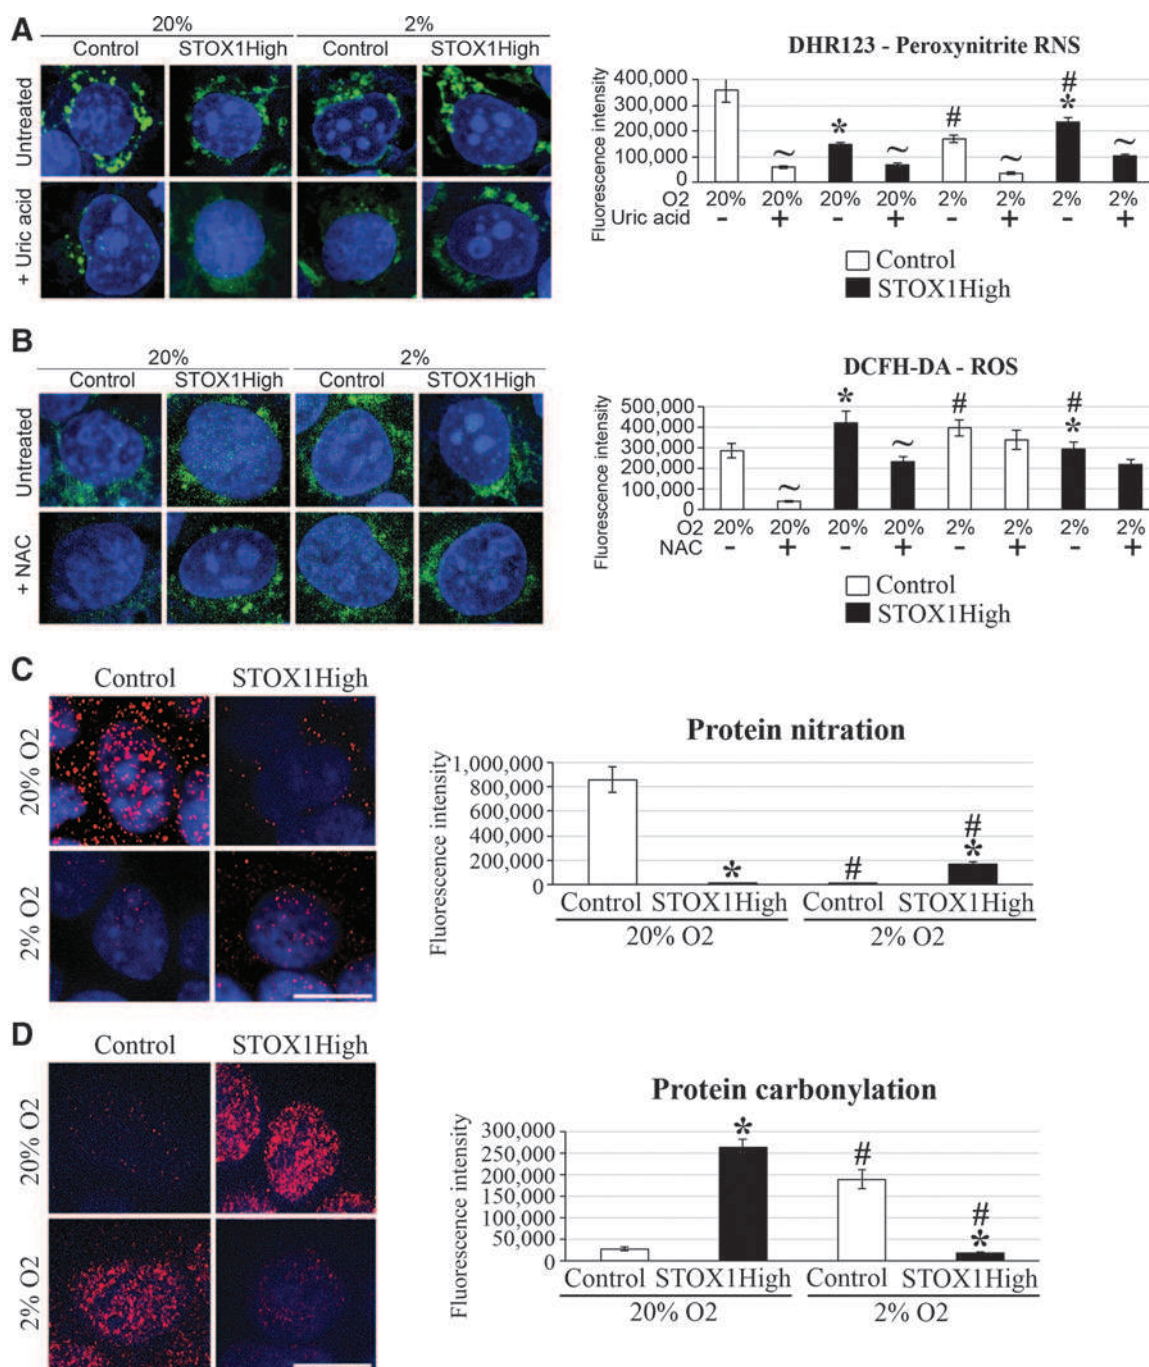 A
20% 2%
Control STOX1High Control STOX1High
Untreated
+ Uric acid
DHR123 - Peroxynitrite RNS
Fluorescence intensity
400,000
300,000
200,000
100,000
0
* # # *
~ ~ ~ ~
O2 20% 20% 20% 20% 2% 2% 2% 2%
Uric acid - + - + - + - +
Control
STOX1High
B
20% 2%
Control STOX1High Control STOX1High
Untreated
+ NAC
DCFH-DA - ROS
Fluorescence intensity
500,000
400,000
300,000
200,000
100,000
0
~ * ~ # # *
O2 20% 20% 20% 20% 2% 2% 2% 2%
NAC - + - + - + - +
Control
STOX1High
C
Control STOX1High
20% O2
2% O2
Protein nitration
Fluorescence intensity
1,000,000
800,000
600,000
400,000
200,000
0
* # # *
Control STOX1High Control STOX1High
20% O2 2% O2
D
Control STOX1High
20% O2
2% O2
Protein carbonylation
Fluorescence intensity
300,000
250,000
200,000
150,000
100,000
50,000
0
* # # *
Control STOX1High Control STOX1High
20% O2 2% O2